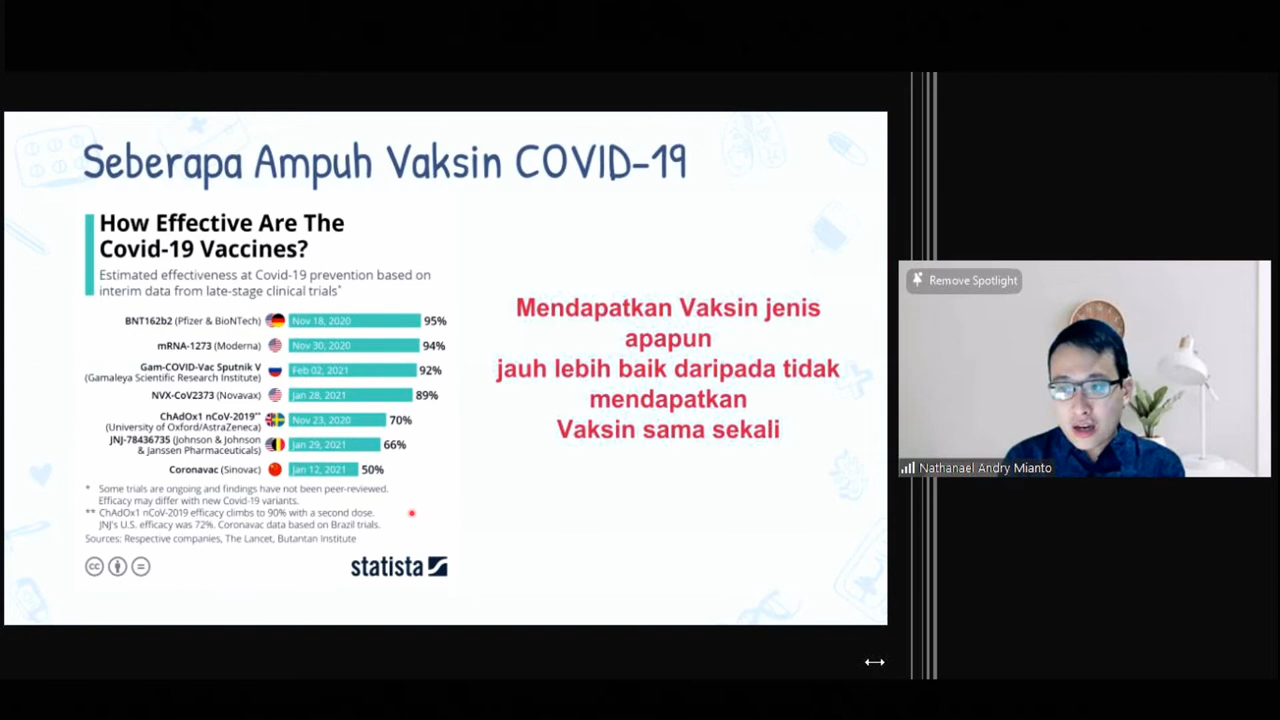 Seberapa Ampuh Vaksin COVID-19
How Effective Are The
Covid-19 Vaccines?
Estimated effectiveness at Covid-19 prevention based on
interim data from late-stage clinical trials*
BNT162b2 (Pfizer & BioNTech) Nov 18, 2020 95%
mRNA-1273 (Moderna) Nov 30, 2020 94%
Gam-COVID-Vac Sputnik V
(Gamaleya Scientific Research Institute) Feb 02, 2021 92%
NVX-CoV2373 (Novavax) Jan 28, 2021 89%
ChAdOx1 nCoV-2019**
(University of Oxford/AstraZeneca) Nov 23, 2020 70%
JNJ-78436735 (Johnson & Johnson
& Janssen Pharmaceuticals) Jan 29, 2021 66%
Coronavac (Sinovac) Jan 12, 2021 50%
* Some trials are ongoing and findings have not been peer-reviewed.
Efficacy may differ with new Covid-19 variants.
** ChAdOx1 nCoV-2019 efficacy climbs to 90% with a second dose.
JNJ's U.S. efficacy was 72%. Coronavac data based on Brazil trials.
Sources: Respective companies, The Lancet, Butantan Institute
cc
statista
Mendapatkan Vaksin jenis
apapun
jauh lebih baik daripada tidak
mendapatkan
Vaksin sama sekali
Remove Spotlight
Nathanael Andry Mianto